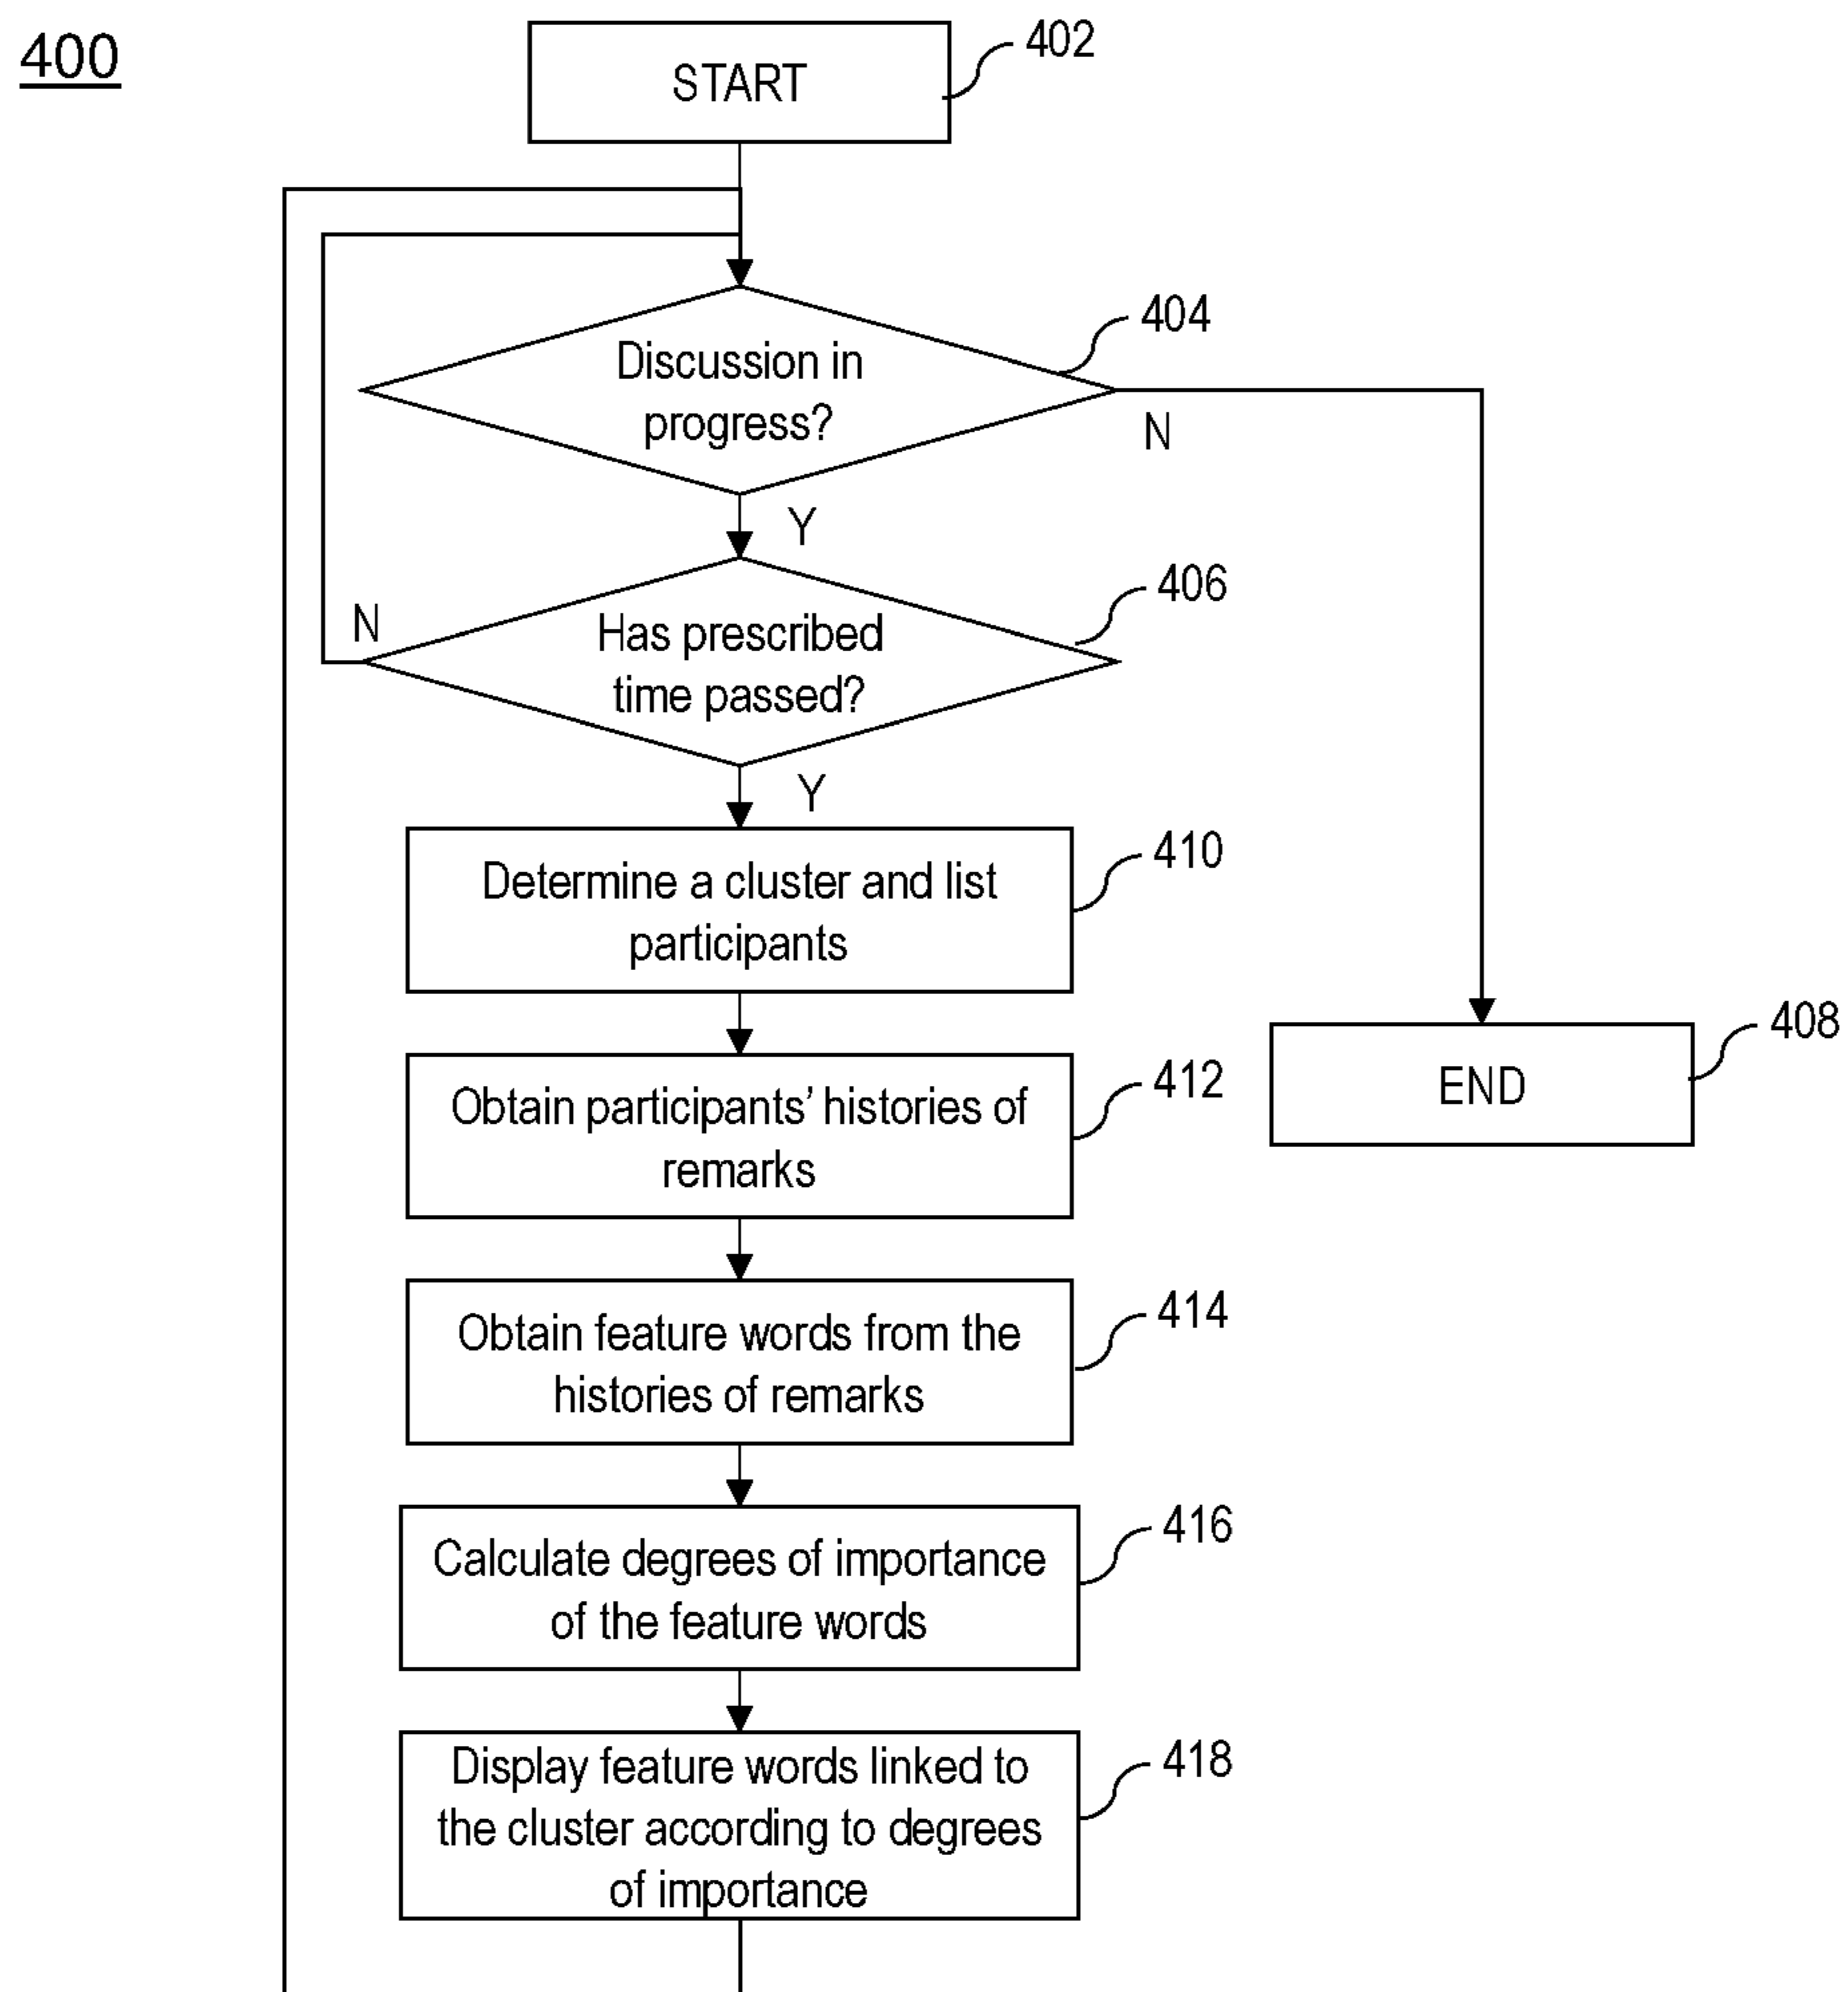 400
START
402
Discussion in
progress?
404
N
Y
Has prescribed
time passed?
406
N
Y
Determine a cluster and list
participants
410
END
408
Obtain participants’ histories of
remarks
412
Obtain feature words from the
histories of remarks
414
Calculate degrees of importance
of the feature words
416
Display feature words linked to
the cluster according to degrees
of importance
418